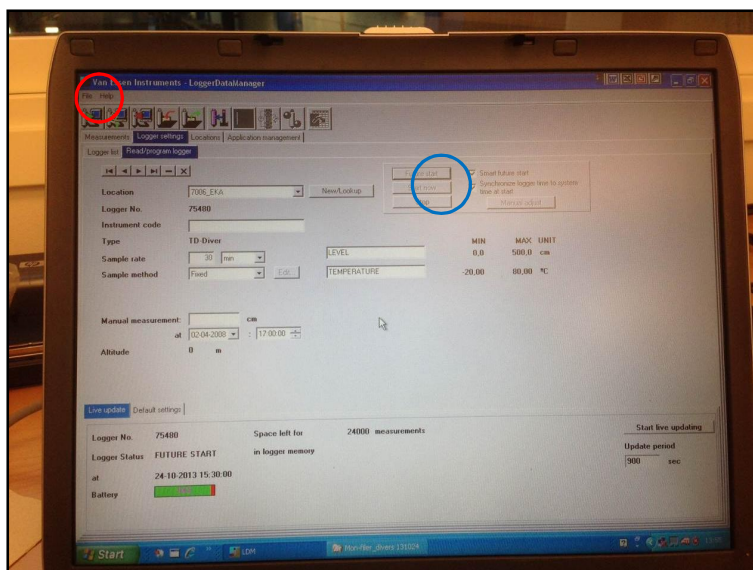 Van Essen Instruments - LoggerDataManager
File Help
Measurements Logger settings Locations Application management
Logger list Read/program logger
Future start Smart future start
Location 7086_EKA New/Lookup Start now Synchronize logger time to system
time at start
Logger No. 75480 Stop Manual adjust
Instrument code
Type TD-Diver MIN MAX UNIT
Sample rate 30 min LEVEL 0,0 500,0 cm
Sample method Fixed Edit TEMPERATURE -20,00 80,00 ºC
Manual measurement: cm
at 02-04-2008 : 17:00:00
Altitude 0 m
Live update Default settings
Logger No. 75480 Space left for 24000 measurements Start live updating
Logger Status FUTURE START in logger memory Update period
900 sec
at 24-10-2013 15:30:00
Battery
Start LDM